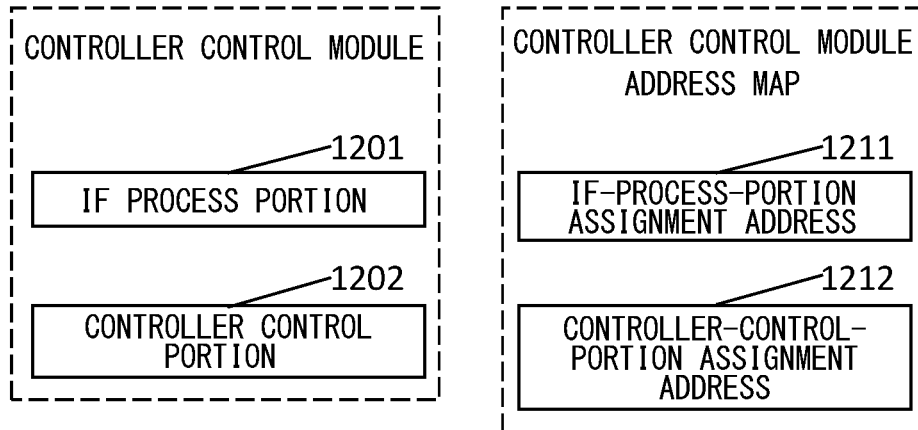 CONTROLLER CONTROL MODULE
1201
IF PROCESS PORTION
1202
CONTROLLER CONTROL
PORTION
CONTROLLER CONTROL MODULE
ADDRESS MAP
1211
IF-PROCESS-PORTION
ASSIGNMENT ADDRESS
1212
CONTROLLER-CONTROL-
PORTION ASSIGNMENT
ADDRESS